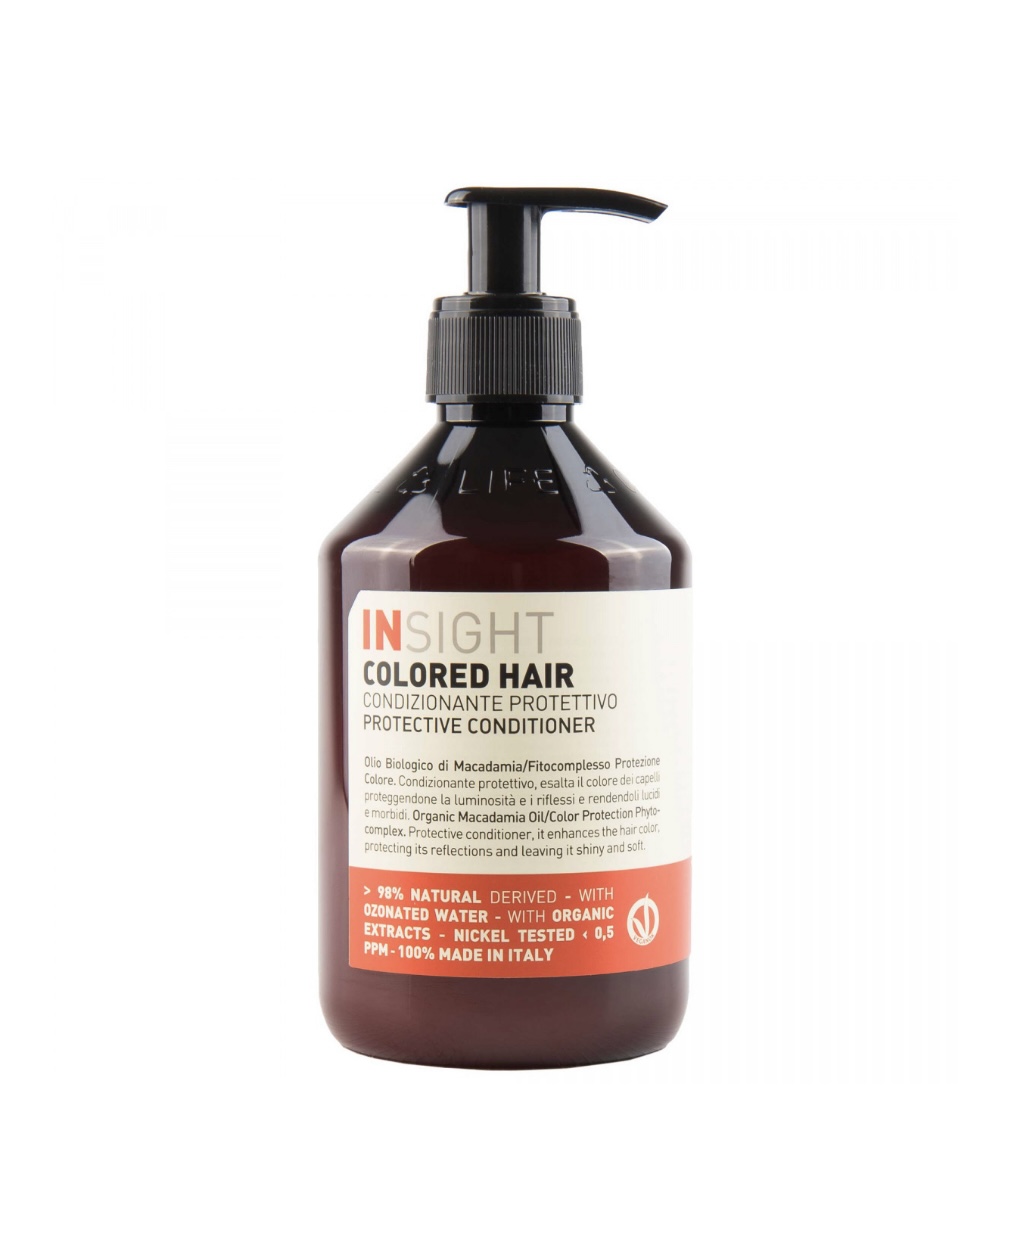 LIFE
INSIGHT
COLORED HAIR
CONDIZIONANTE PROTETTIVO
PROTECTIVE CONDITIONER
Olio Biologico di Macadamia/Fitocomplesso Protezione
Colore. Condizionante protettivo, esalta il colore dei capelli
proteggendone la luminosità e i riflessi e rendendoli lucidi
e morbidi. Organic Macadamia Oil/Color Protection Phyto-
complex. Protective conditioner, it enhances the hair color,
protecting its reflections and leaving it shiny and soft.
> 98% NATURAL DERIVED - WITH
OZONATED WATER - WITH ORGANIC
EXTRACTS - NICKEL TESTED < 0,5
PPM - 100% MADE IN ITALY